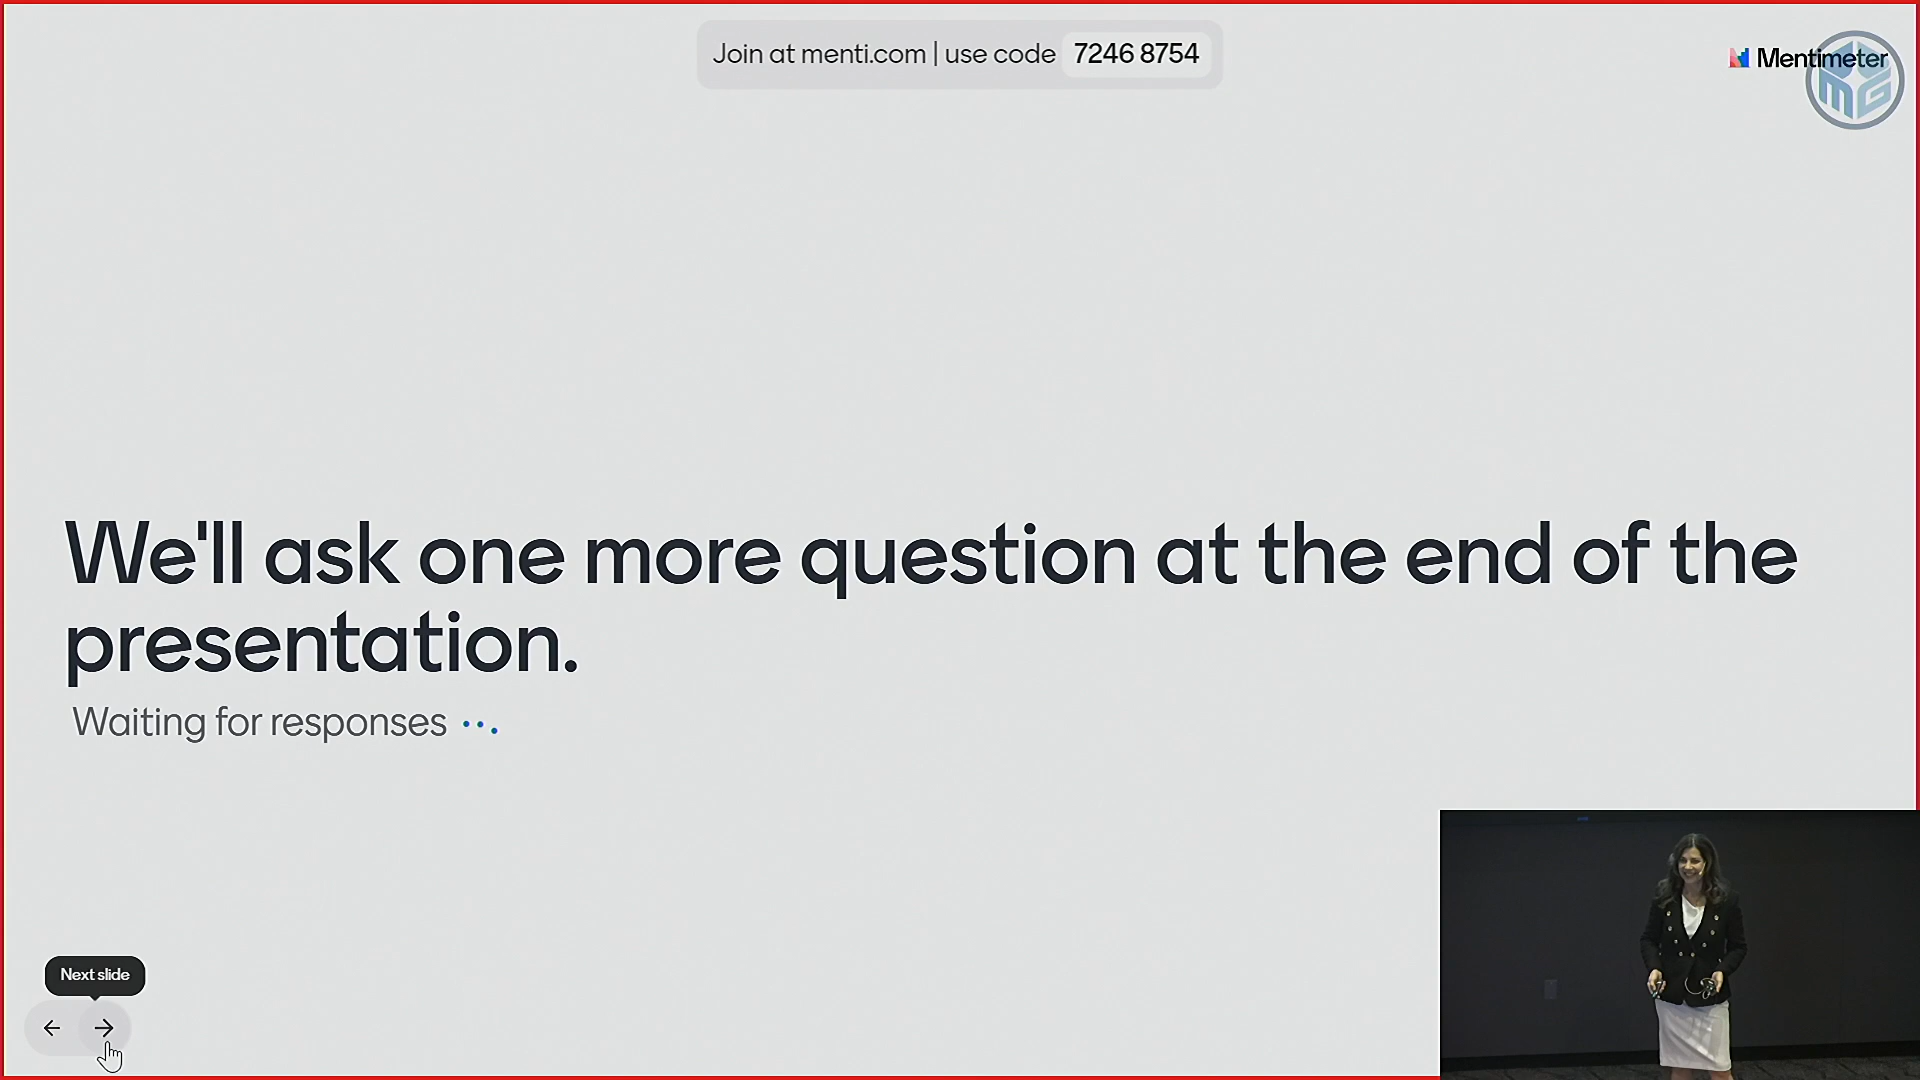 Join at menti.com | use code 7246 8754
Mentimeter
MG
We'll ask one more question at the end of the
presentation.
Waiting for responses
Next slide